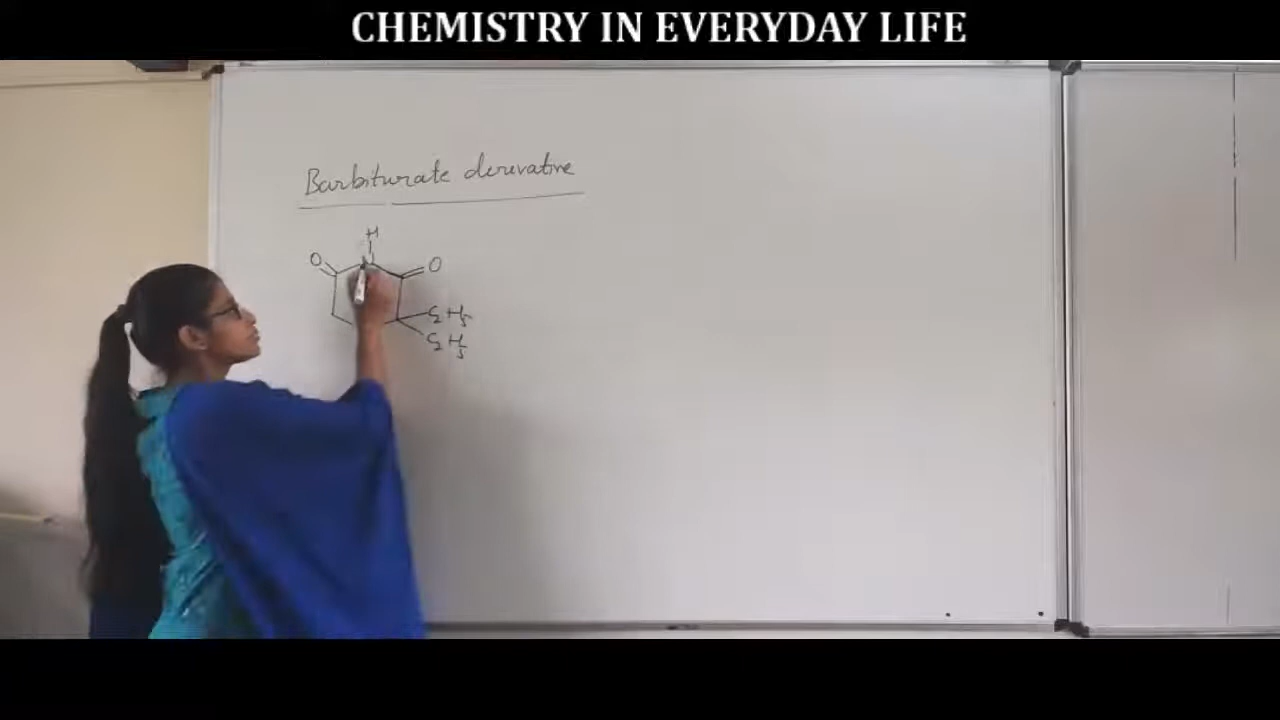 CHEMISTRY IN EVERYDAY LIFE
Barbiturate derivative
H
O
O
C2H5
C2H5